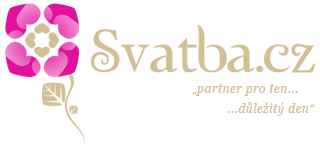 Svatba.cz
„partner pro ten...
...důležitý den“